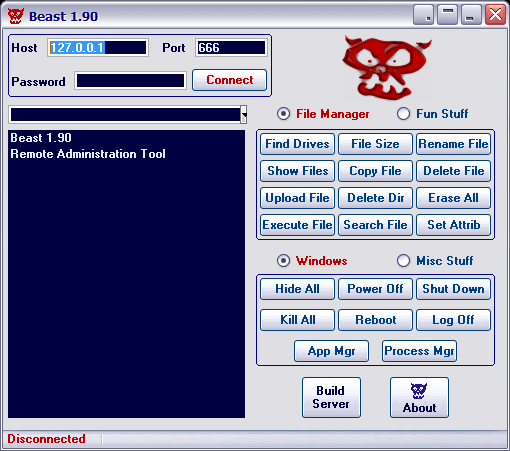 Beast 1.90
Host 127.0.0.1 Port 666
Password Connect
File Manager Fun Stuff
Beast 1.90
Remote Administration Tool
Find Drives File Size Rename File
Show Files Copy File Delete File
Upload File Delete Dir Erase All
Execute File Search File Set Attrib
Windows Misc Stuff
Hide All Power Off Shut Down
Kill All Reboot Log Off
App Mgr Process Mgr
Build
Server
About
Disconnected